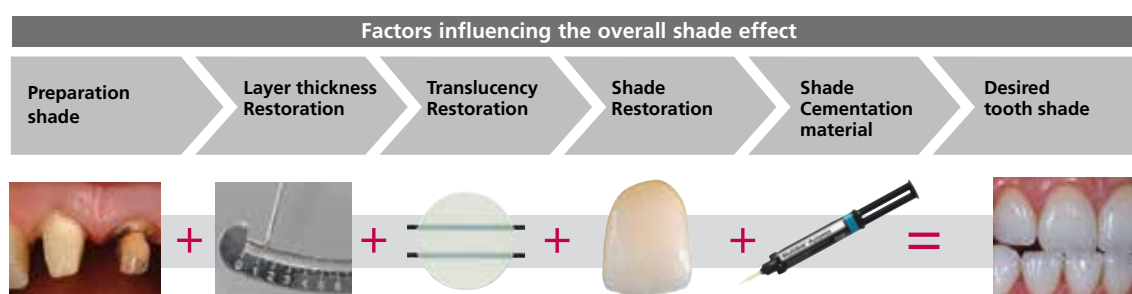 Factors influencing the overall shade effect
Preparation
shade
Layer thickness
Restoration
Translucency
Restoration
Shade
Restoration
Shade
Cementation
material
Desired
tooth shade
+
+
+
+
=